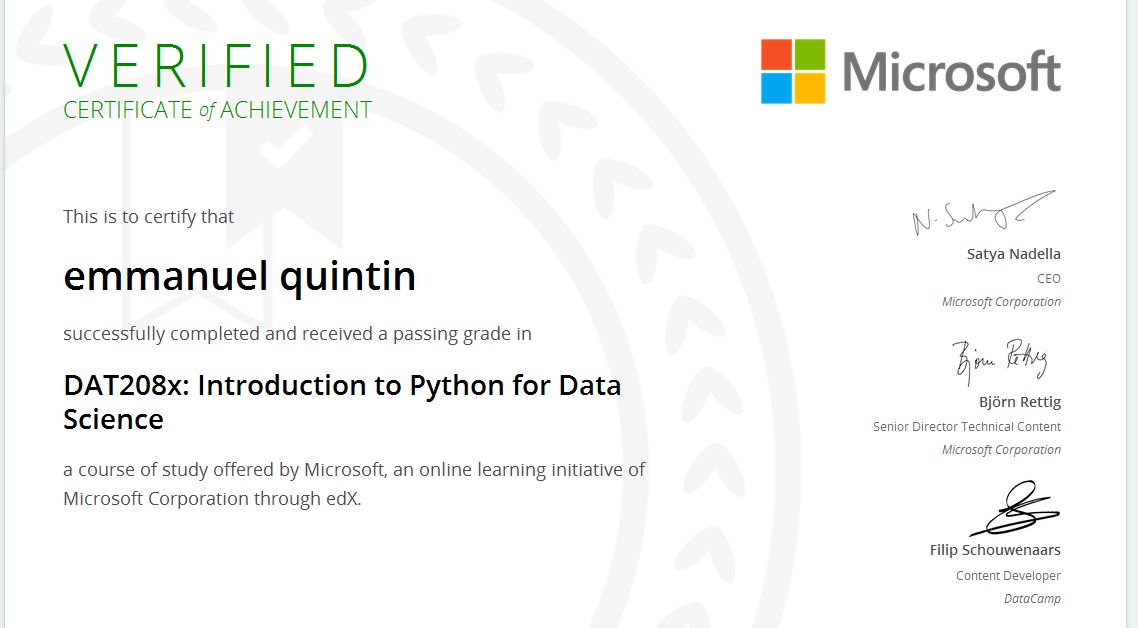 VERIFIED
CERTIFICATE of ACHIEVEMENT
Microsoft
This is to certify that
emmanuel quintin
successfully completed and received a passing grade in
DAT208x: Introduction to Python for Data
Science
a course of study offered by Microsoft, an online learning initiative of
Microsoft Corporation through edX.
Satya Nadella
CEO
Microsoft Corporation
Björn Rettig
Björn Rettig
Senior Director Technical Content
Microsoft Corporation
Filip Schouwenaars
Content Developer
DataCamp